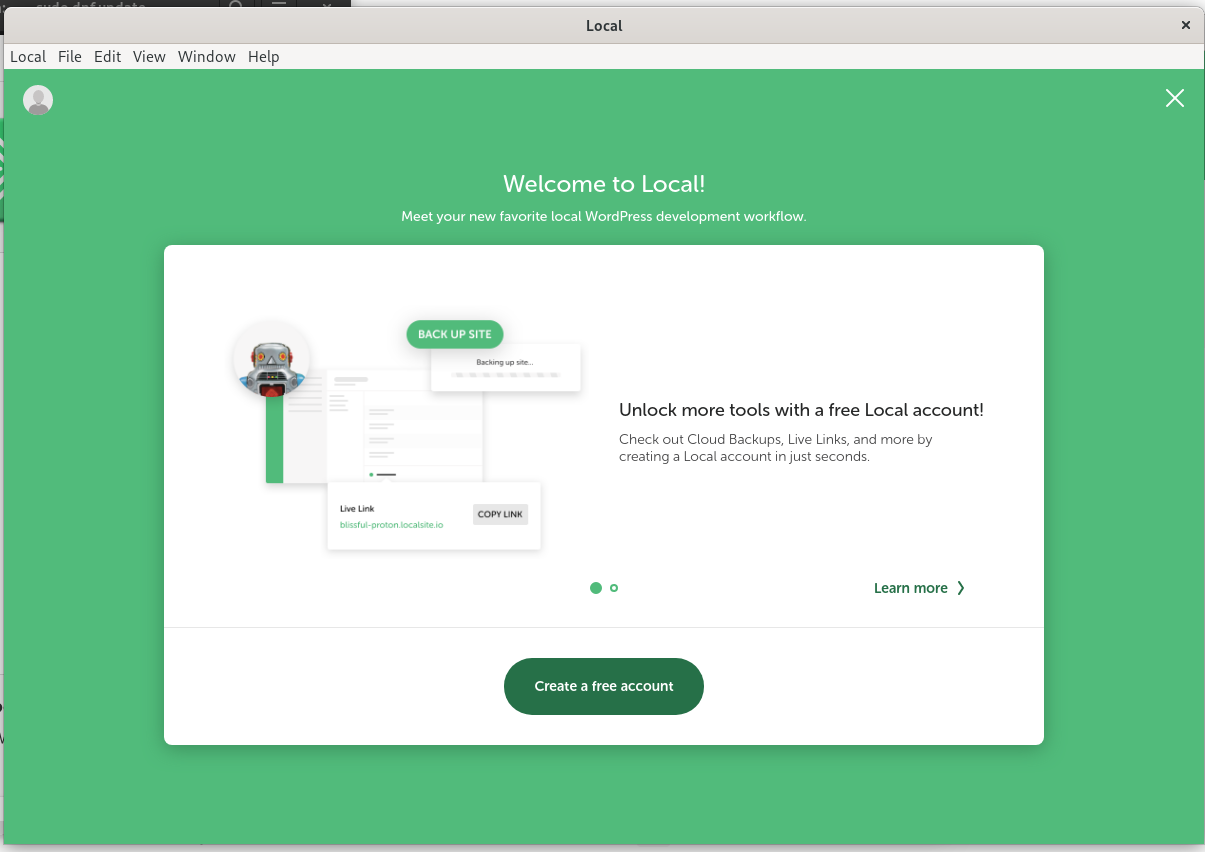 sudo dnf update
Local
Local File Edit View Window Help
Welcome to Local!
Meet your new favorite local WordPress development workflow.
BACK UP SITE
Backing up site...
Unlock more tools with a free Local account!
Check out Cloud Backups, Live Links, and more by
creating a Local account in just seconds.
Live Link
blissful-proton.localsite.io
COPY LINK
Learn more
Create a free account